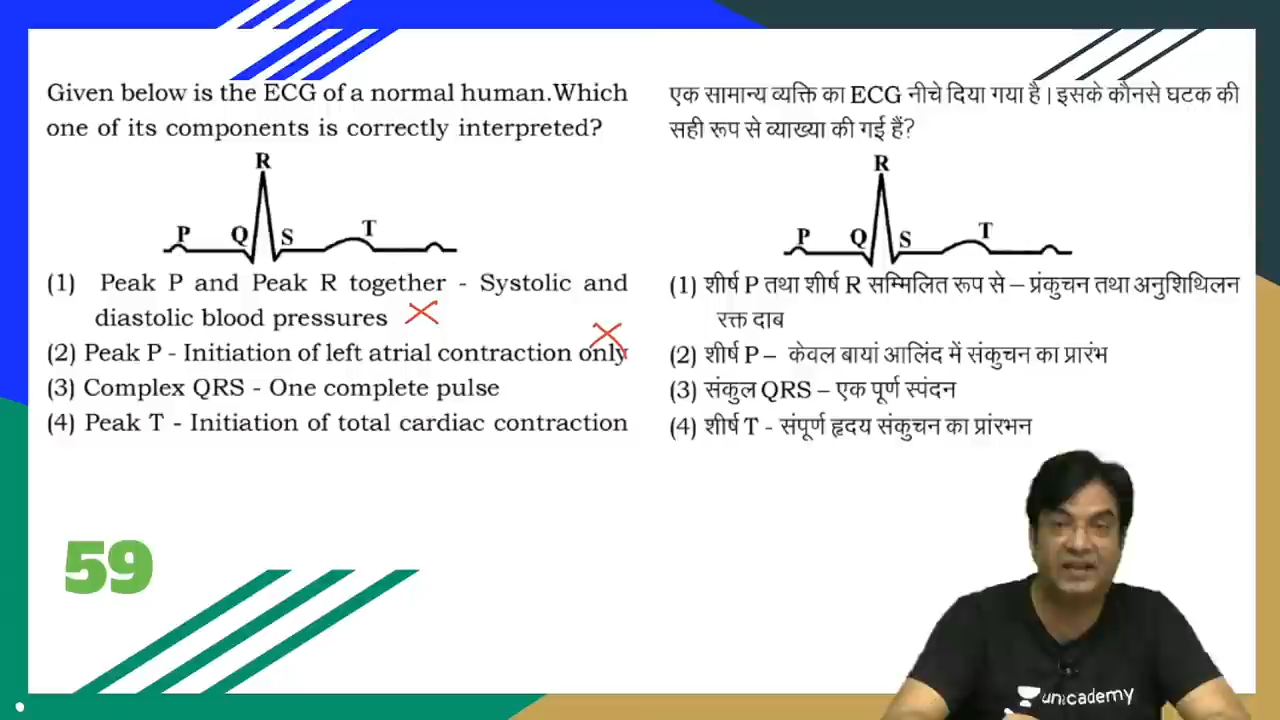 Given below is the ECG of a normal human.Which
one of its components is correctly interpreted?
R
P
Q
S
T
(1) Peak P and Peak R together - Systolic and
diastolic blood pressures
(2) Peak P - Initiation of left atrial contraction only
(3) Complex QRS - One complete pulse
(4) Peak T - Initiation of total cardiac contraction
एक सामान्य व्यक्ति का ECG नीचे दिया गया है। इसके कौनसे घटक की
सही रूप से व्याख्या की गई हैं?
R
P
Q
S
T
(1) शीर्ष P तथा शीर्ष R सम्मिलित रूप से – प्रंकुचन तथा अनुशिथिलन
रक्त दाब
(2) शीर्ष P – केवल बायां आलिंद में संकुचन का प्रारंभ
(3) संकुल QRS – एक पूर्ण स्पंदन
(4) शीर्ष T - संपूर्ण हृदय संकुचन का प्रांरभन
59
unacademy